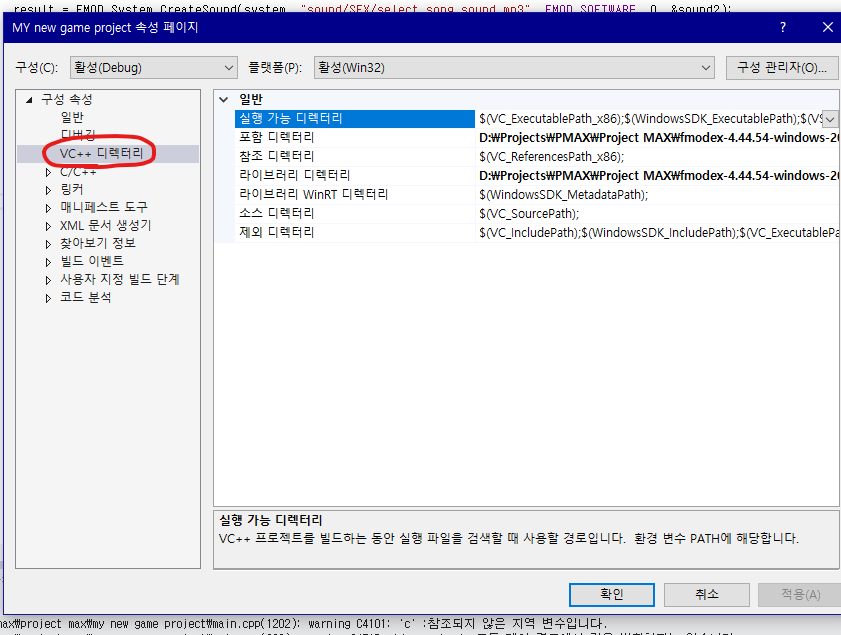 result = FMOD_System_CreateSound(system, "sound/SFX/select_song_sound.mp3", FMOD_SOFTWARE, 0, &sound2);
MY new game project 속성 페이지
구성(C): 활성(Debug) 플랫폼(P): 활성(Win32) 구성 관리자(O)...
구성 속성
일반
디버깅
VC++ 디렉터리
C/C++
링커
매니페스트 도구
XML 문서 생성기
찾아보기 정보
빌드 이벤트
사용자 지정 빌드 단계
코드 분석
일반
실행 가능 디렉터리 $(VC_ExecutablePath_x86);$(WindowsSDK_ExecutablePath);$(VS
포함 디렉터리 D:₩Projects₩PMAX₩Project MAX₩fmodex-4.44.54-windows-20
참조 디렉터리 $(VC_ReferencesPath_x86);
라이브러리 디렉터리 D:₩Projects₩PMAX₩Project MAX₩fmodex-4.44.54-windows-20
라이브러리 WinRT 디렉터리 $(WindowsSDK_MetadataPath);
소스 디렉터리 $(VC_SourcePath);
제외 디렉터리 $(VC_IncludePath);$(WindowsSDK_IncludePath);$(VC_ExecutablePa
실행 가능 디렉터리
VC++ 프로젝트를 빌드하는 동안 실행 파일을 검색할 때 사용할 경로입니다. 환경 변수 PATH에 해당합니다.
확인 취소 적용(A)
max₩project max₩my new game project₩main.cpp(1202): warning C4101: 'c' :참조되지 않은 지역 변수입니다.